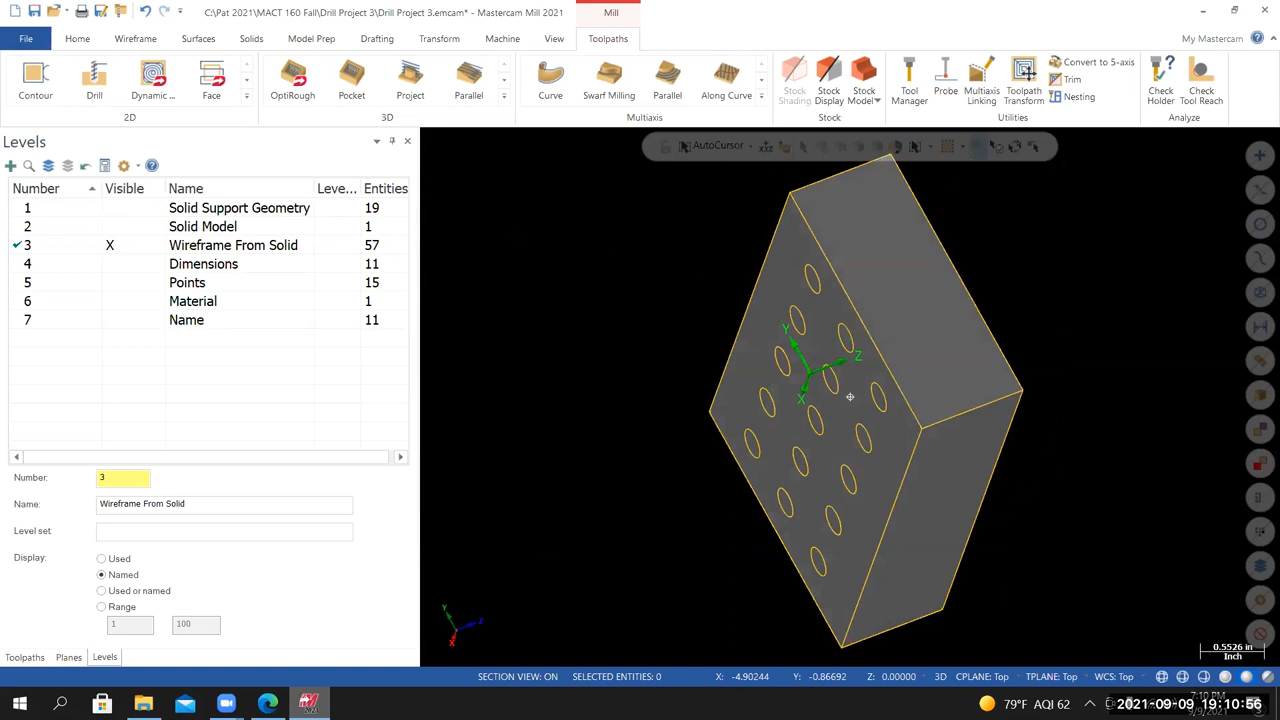 C:\Pat 2021\MACT 160 Fall\Drill Project 3\Drill Project 3.emcam* - Mastercam Mill 2021
Mill
File Home Wireframe Surfaces Solids Model Prep Drafting Transform Machine View Toolpaths My Mastercam
Contour Drill Dynamic ... Face OptiRough Pocket Project Parallel Curve Swarf Milling Parallel Along Curve Stock Shading Stock Display Stock Model Tool Manager Probe Multiaxis Linking Toolpath Transform Convert to 5-axis Trim Nesting Check Holder Check Tool Reach
2D 3D Multiaxis Stock Utilities Analyze
Levels
AutoCursor
Number Visible Name Leve... Entities
1 Solid Support Geometry 19
2 Solid Model 1
3 X Wireframe From Solid 57
4 Dimensions 11
5 Points 15
6 Material 1
7 Name 11
Y
Z
X
Number: 3
Name: Wireframe From Solid
Level set:
Display: Used
Named
Used or named
Range
1 100
Y
Z
X
0.5526 in
Inch
Toolpaths Planes Levels
SECTION VIEW: ON SELECTED ENTITIES: 0 X: -4.90244 Y: -0.86692 Z: 0.00000 3D CPLANE: Top TPLANE: Top WCS: Top
79°F AQI 62
7:10 PM
2021-09-09 19:10:56
9/9/2021